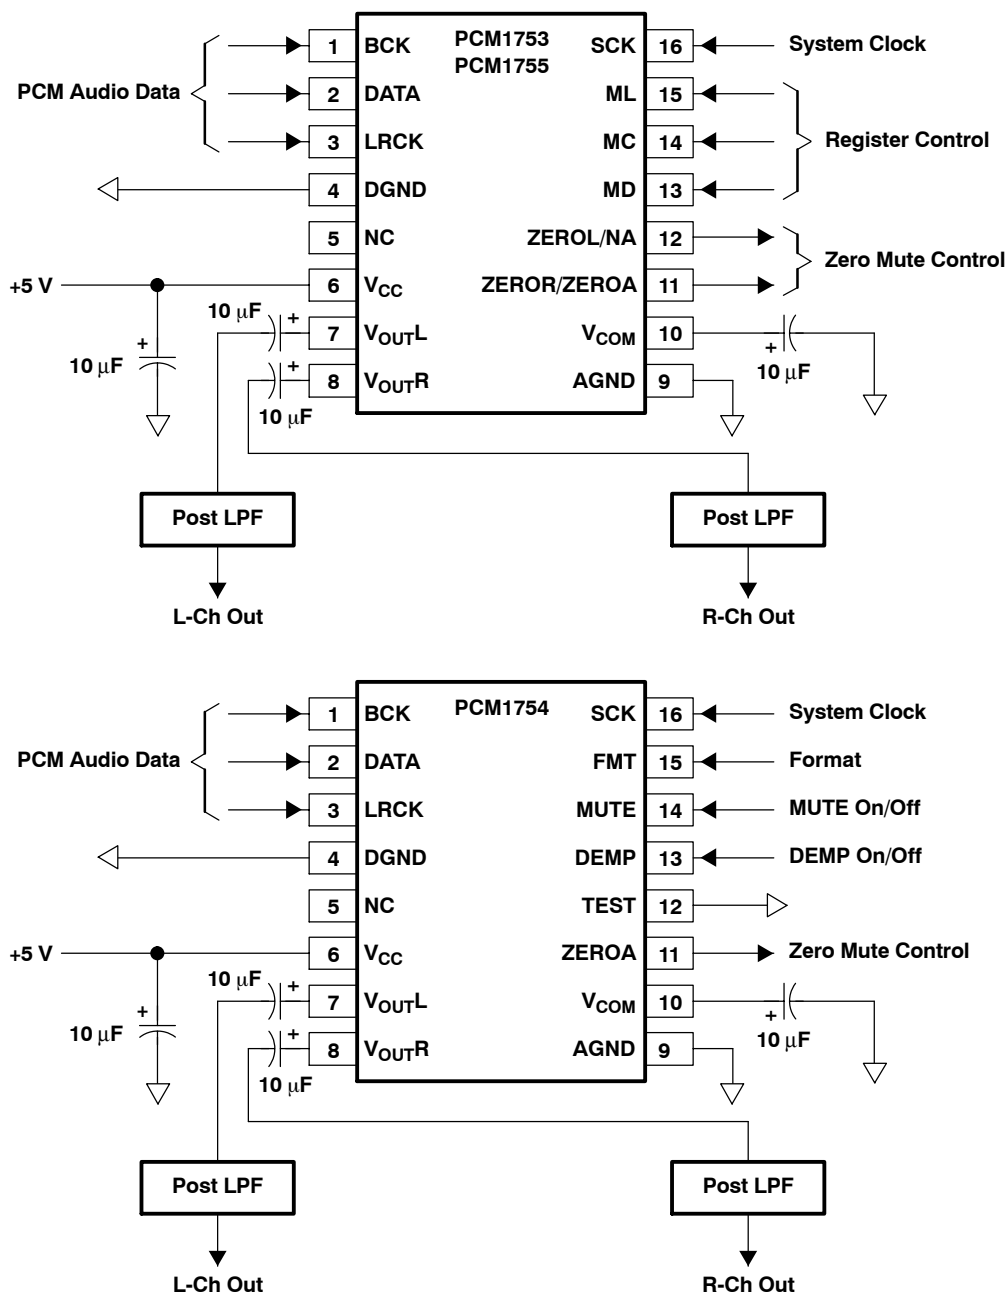 PCM1753
PCM1755
PCM Audio Data
1 BCK
2 DATA
3 LRCK
4 DGND
5 NC
+5 V
6 VCC
10 μF
10 μF +
7 VOUTL
+
8 VOUTR
10 μF
+
SCK 16 System Clock
ML 15
MC 14
MD 13
Register Control
ZEROL/NA 12
ZEROR/ZEROA 11
Zero Mute Control
VCOM 10
+
10 μF
AGND 9
Post LPF
Post LPF
L-Ch Out
R-Ch Out
PCM1754
PCM Audio Data
1 BCK
2 DATA
3 LRCK
4 DGND
5 NC
+5 V
6 VCC
10 μF
10 μF +
7 VOUTL
+
8 VOUTR
10 μF
+
SCK 16 System Clock
FMT 15 Format
MUTE 14 MUTE On/Off
DEMP 13 DEMP On/Off
TEST 12
ZEROA 11 Zero Mute Control
VCOM 10
+
10 μF
AGND 9
Post LPF
Post LPF
L-Ch Out
R-Ch Out